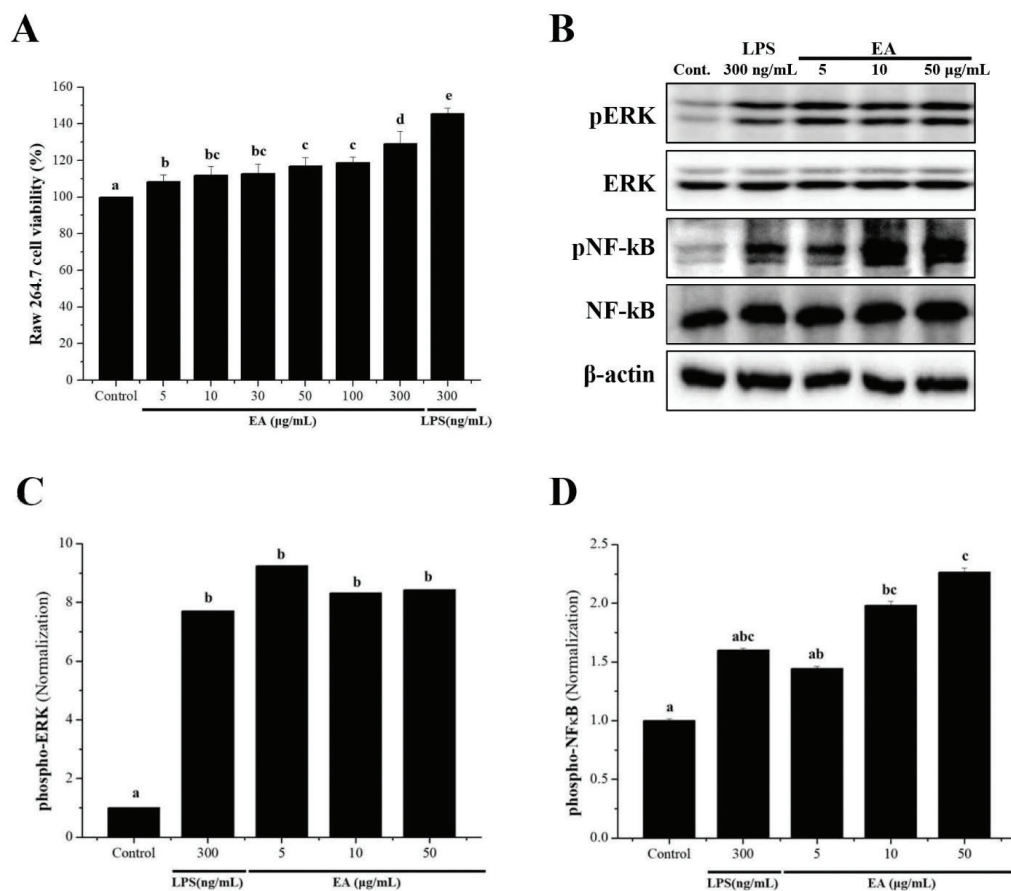 A
Raw 264.7 cell viability (%)
160
140
120
100
80
60
40
20
0
a
b
bc
bc
c
c
d
e
Control 5 10 30 50 100 300 300
EA (μg/mL) LPS(ng/mL)
B
LPS EA
Cont. 300 ng/mL 5 10 50 μg/mL
pERK
ERK
pNF-kB
NF-kB
β-actin
C
phospho-ERK (Normalization)
10
8
6
4
2
0
a
b
b
b
b
Control 300 5 10 50
LPS(ng/mL) EA (μg/mL)
D
phospho-NFκB (Normalization)
2.5
2.0
1.5
1.0
0.5
0.0
a
abc
ab
bc
c
Control 300 5 10 50
LPS(ng/mL) EA (μg/mL)